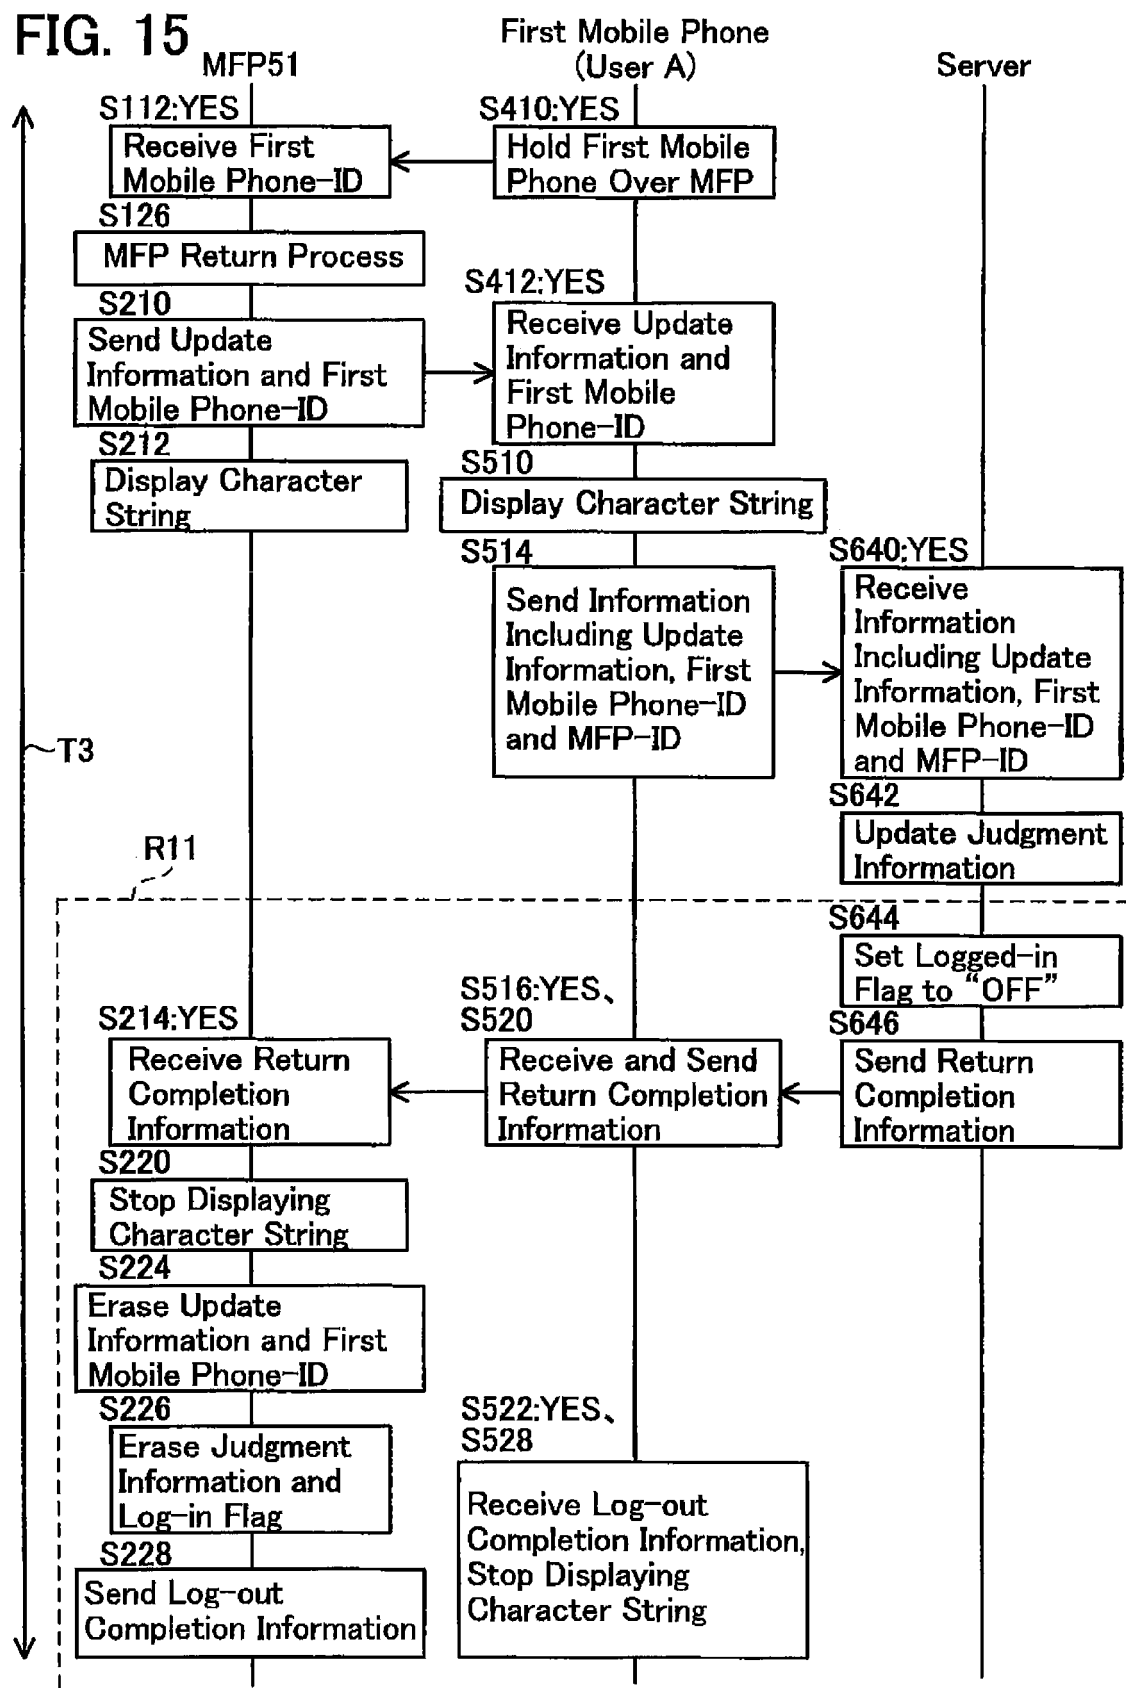 FIG. 15
MFP51
First Mobile Phone
(User A)
Server
S112:YES
Receive First
Mobile Phone-ID
S410:YES
Hold First Mobile
Phone Over MFP
S126
MFP Return Process
S210
Send Update
Information and First
Mobile Phone-ID
S412:YES
Receive Update
Information and
First Mobile
Phone-ID
S212
Display Character
String
S510
Display Character String
S514
Send Information
Including Update
Information, First
Mobile Phone-ID
and MFP-ID
S640:YES
Receive
Information
Including Update
Information, First
Mobile Phone-ID
and MFP-ID
T3
S642
Update Judgment
Information
R11
S644
Set Logged-in
Flag to “OFF”
S214:YES
Receive Return
Completion
Information
S516:YES、
S520
Receive and Send
Return Completion
Information
S646
Send Return
Completion
Information
S220
Stop Displaying
Character String
S224
Erase Update
Information and First
Mobile Phone-ID
S226
Erase Judgment
Information and
Log-in Flag
S522:YES、
S528
Receive Log-out
Completion Information,
Stop Displaying
Character String
S228
Send Log-out
Completion Information